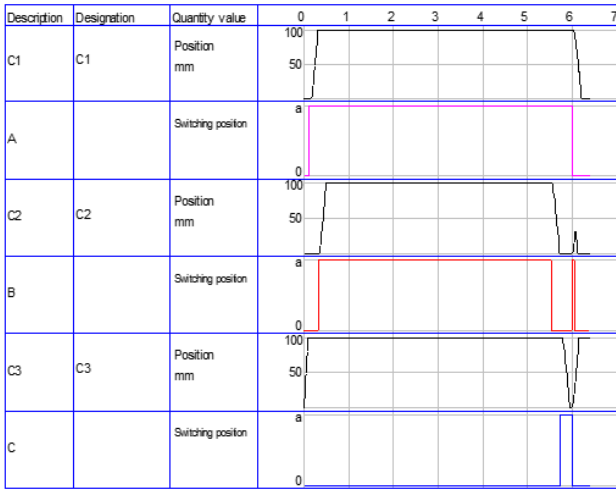 Description Designation Quantity value 0 1 2 3 4 5 6 7
C1 C1 Position mm 100 50
A Switching position a 0
C2 C2 Position mm 100 50
B Switching position a 0
C3 C3 Position mm 100 50
C Switching position a 0